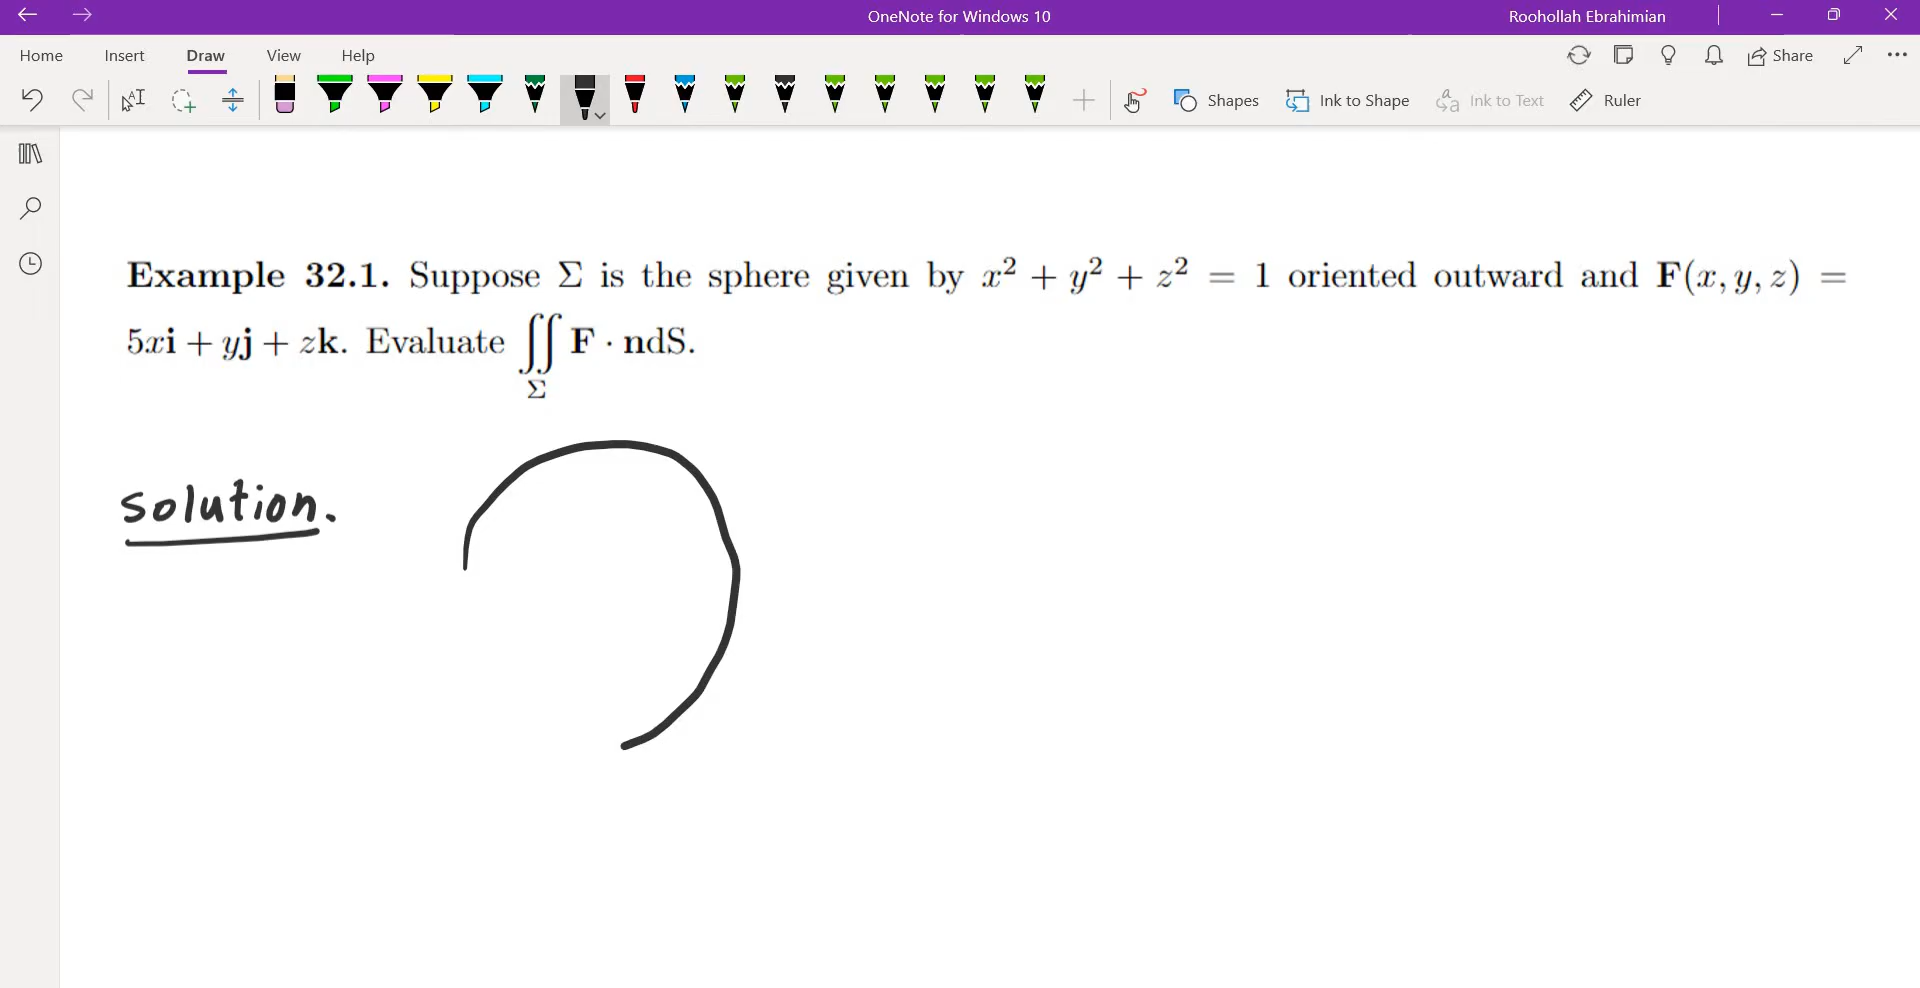 OneNote for Windows 10
Roohollah Ebrahimian
Home Insert Draw View Help
Share
Shapes Ink to Shape Ink to Text Ruler
Example 32.1. Suppose Σ is the sphere given by x² + y² + z² = 1 oriented outward and F(x, y, z) =
5xi + yj + zk. Evaluate ∬_Σ F · ndS.
solution.